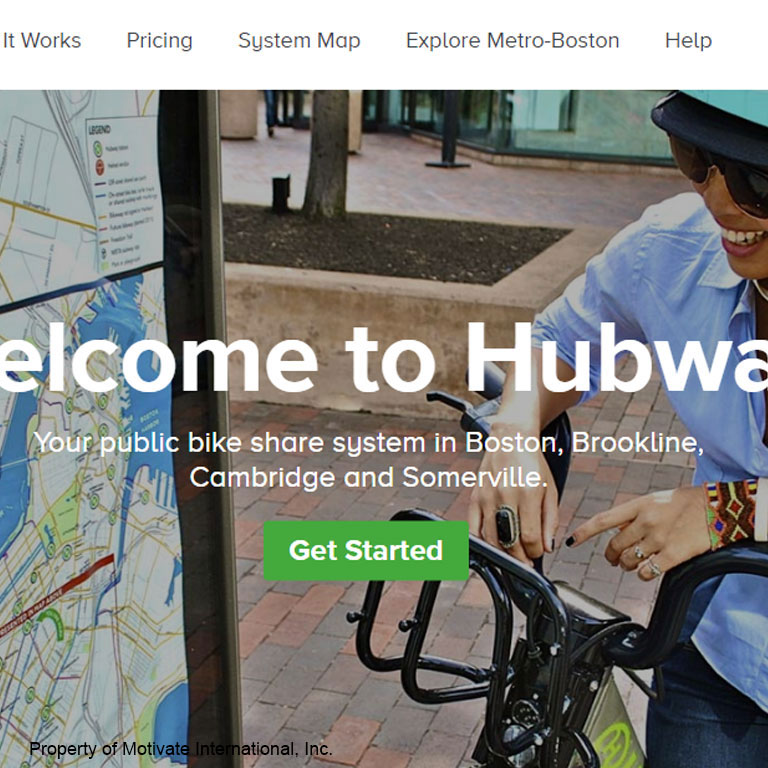 It Works Pricing System Map Explore Metro-Boston Help
LEGEND
elcome to Hubwa
Your public bike share system in Boston, Brookline,
Cambridge and Somerville.
Get Started
Property of Motivate International, Inc.